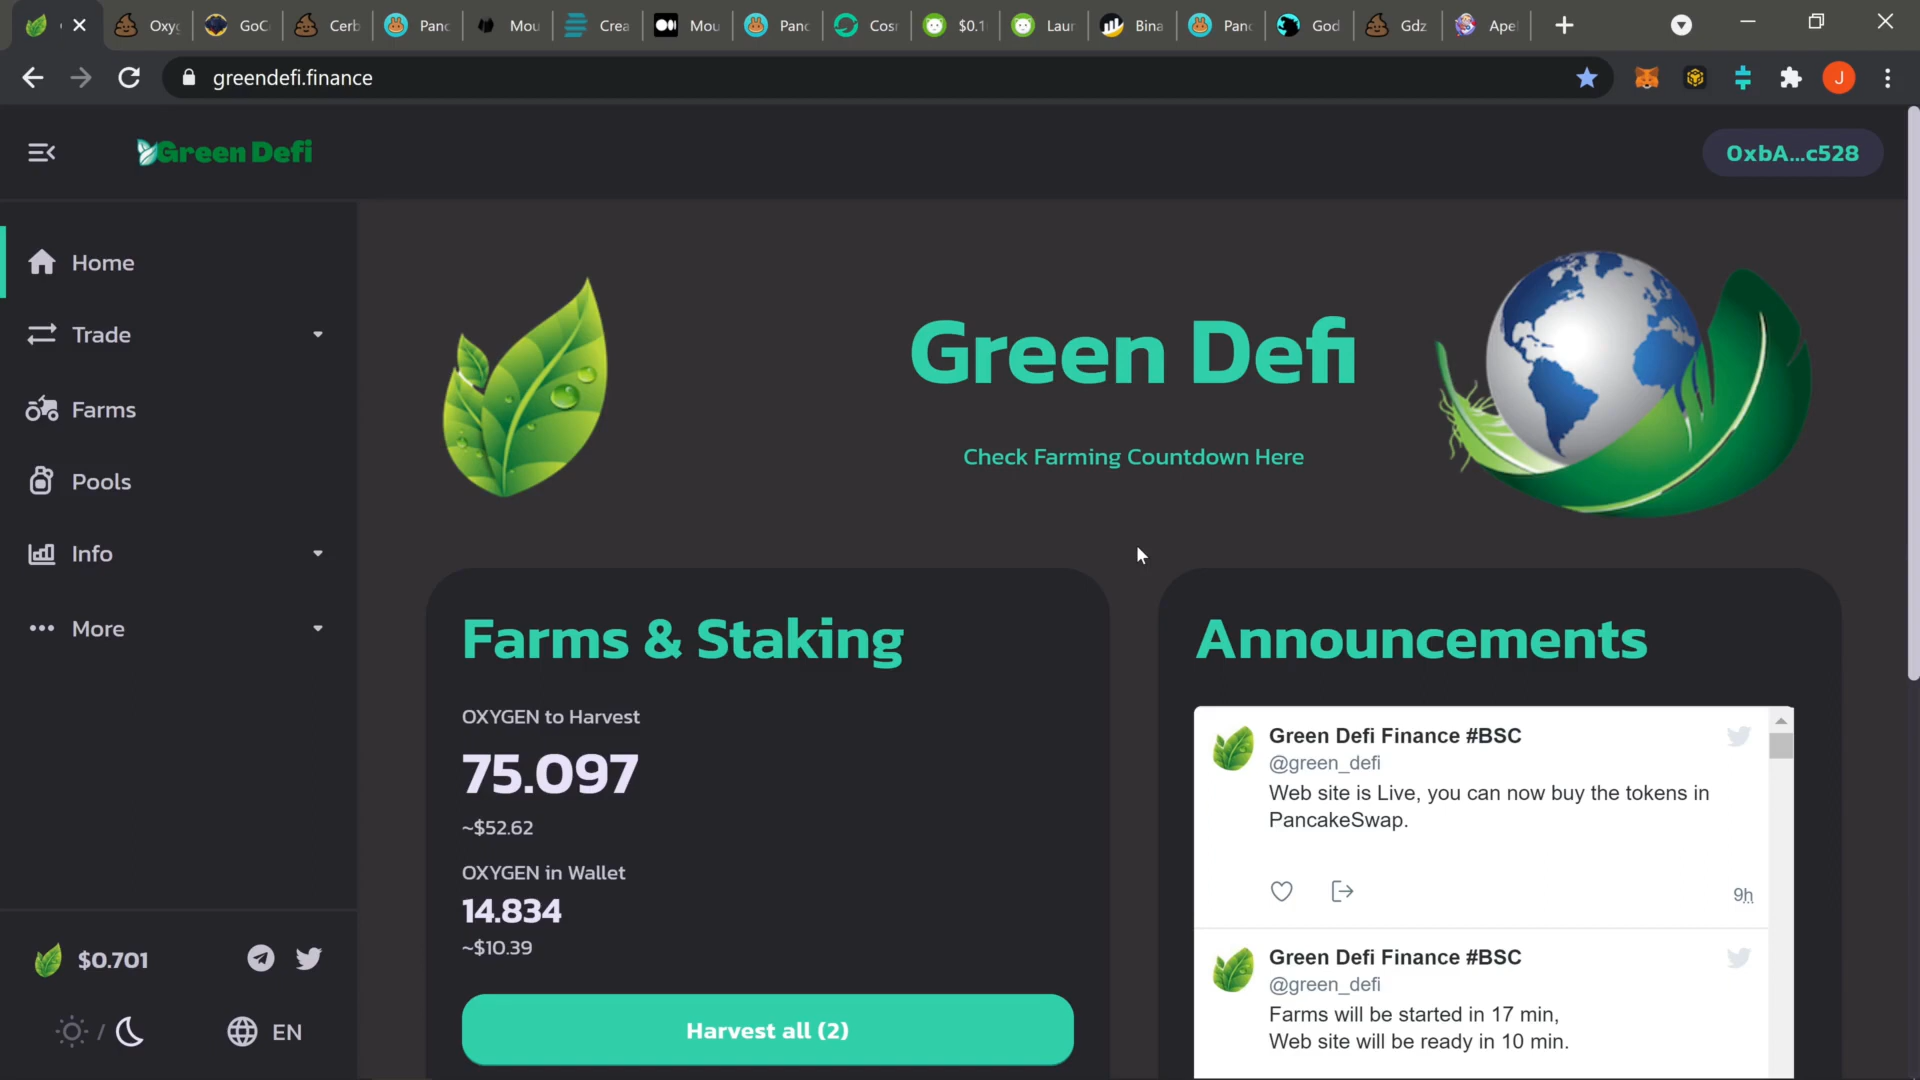 Oxyg
GoC
Cerb
Panc
Mou
Crea
Mou
Panc
Cosr
$0.1
Laur
Bina
Panc
God
Gdz
Ape
greendefi.finance
J
Green Defi
0xbA...c528
Home
Trade
Farms
Pools
Info
More
$0.701
/
EN
Green Defi
Check Farming Countdown Here
Farms & Staking
OXYGEN to Harvest
75.097
~$52.62
OXYGEN in Wallet
14.834
~$10.39
Harvest all (2)
Announcements
Green Defi Finance #BSC
@green_defi
Web site is Live, you can now buy the tokens in
PancakeSwap.
9h
Green Defi Finance #BSC
@green_defi
Farms will be started in 17 min,
Web site will be ready in 10 min.